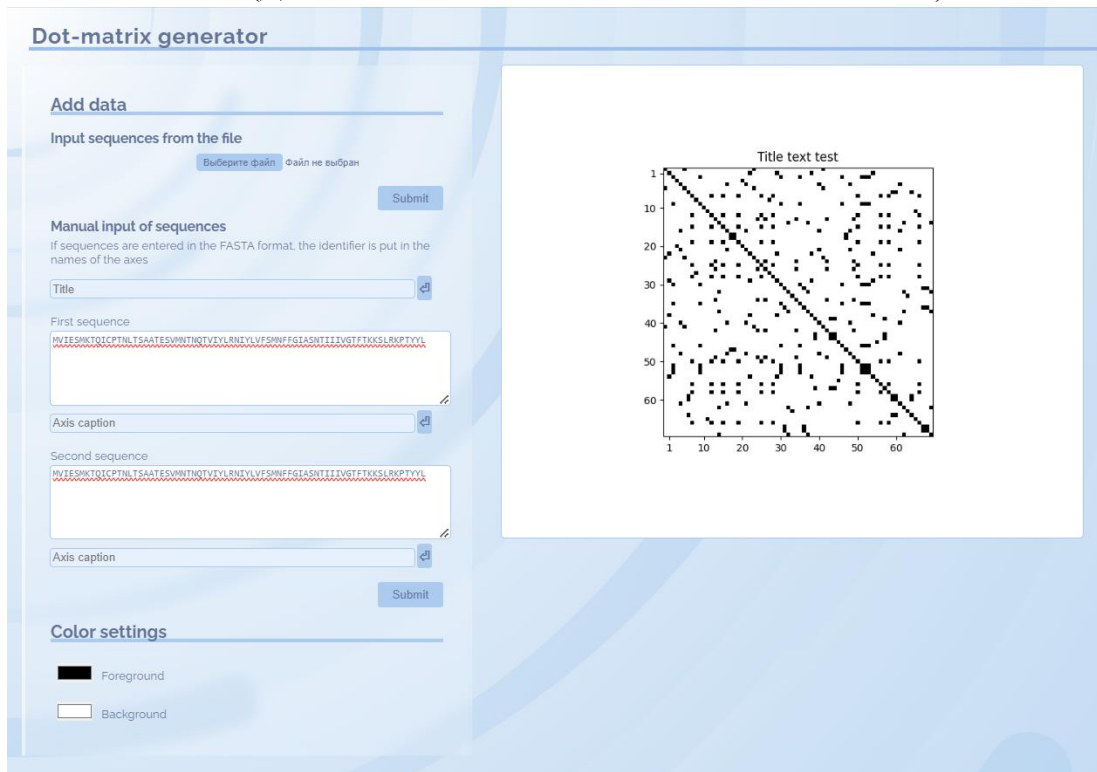 Dot-matrix generator
Add data
Input sequences from the file
Выберите файл Файл не выбран
Submit
Manual input of sequences
If sequences are entered in the FASTA format, the identifier is put in the
names of the axes
Title
First sequence
MVIESMKTQICPTNLTSAATESVMNTNQTVIYLRNIYLVFSMNFFGIASNTIIIVGTFTKKSLRKPTYYL
Axis caption
Second sequence
MVIESMKTQICPTNLTSAATESVMNTNQTVIYLRNIYLVFSMNFFGIASNTIIIVGTFTKKSLRKPTYYL
Axis caption
Submit
Color settings
Foreground
Background
Title text test
1
10
20
30
40
50
60
1 10 20 30 40 50 60